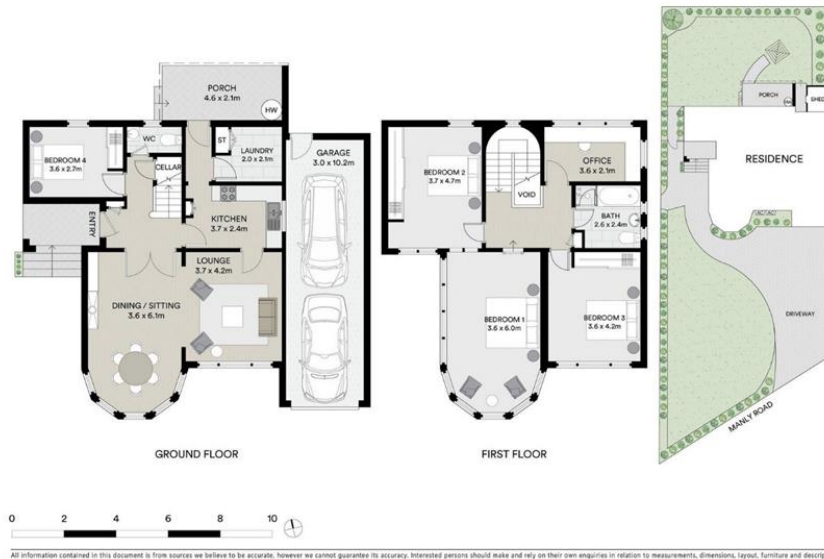 PORCH
4.6 x 2.1m
HW
WC
ST
LAUNDRY
2.0 x 2.1m
GARAGE
3.0 x 10.2m
BEDROOM 4
3.6 x 2.7m
CELLAR
KITCHEN
3.7 x 2.4m
ENTRY
LOUNGE
3.7 x 4.2m
DINING / SITTING
3.6 x 6.1m
GROUND FLOOR
BEDROOM 2
3.7 x 4.7m
VOID
OFFICE
3.6 x 2.1m
BATH
2.6 x 2.4m
BEDROOM 1
3.6 x 6.0m
BEDROOM 3
3.6 x 4.2m
FIRST FLOOR
PORCH
HW
SHED
RESIDENCE
DRIVEWAY
MANLY ROAD
0 2 4 6 8 10
All information contained in this document is from sources we believe to be accurate, however we cannot guarantee its accuracy. Interested persons should make and rely on their own enquiries in relation to measurements, dimensions, layout, furniture and descrip